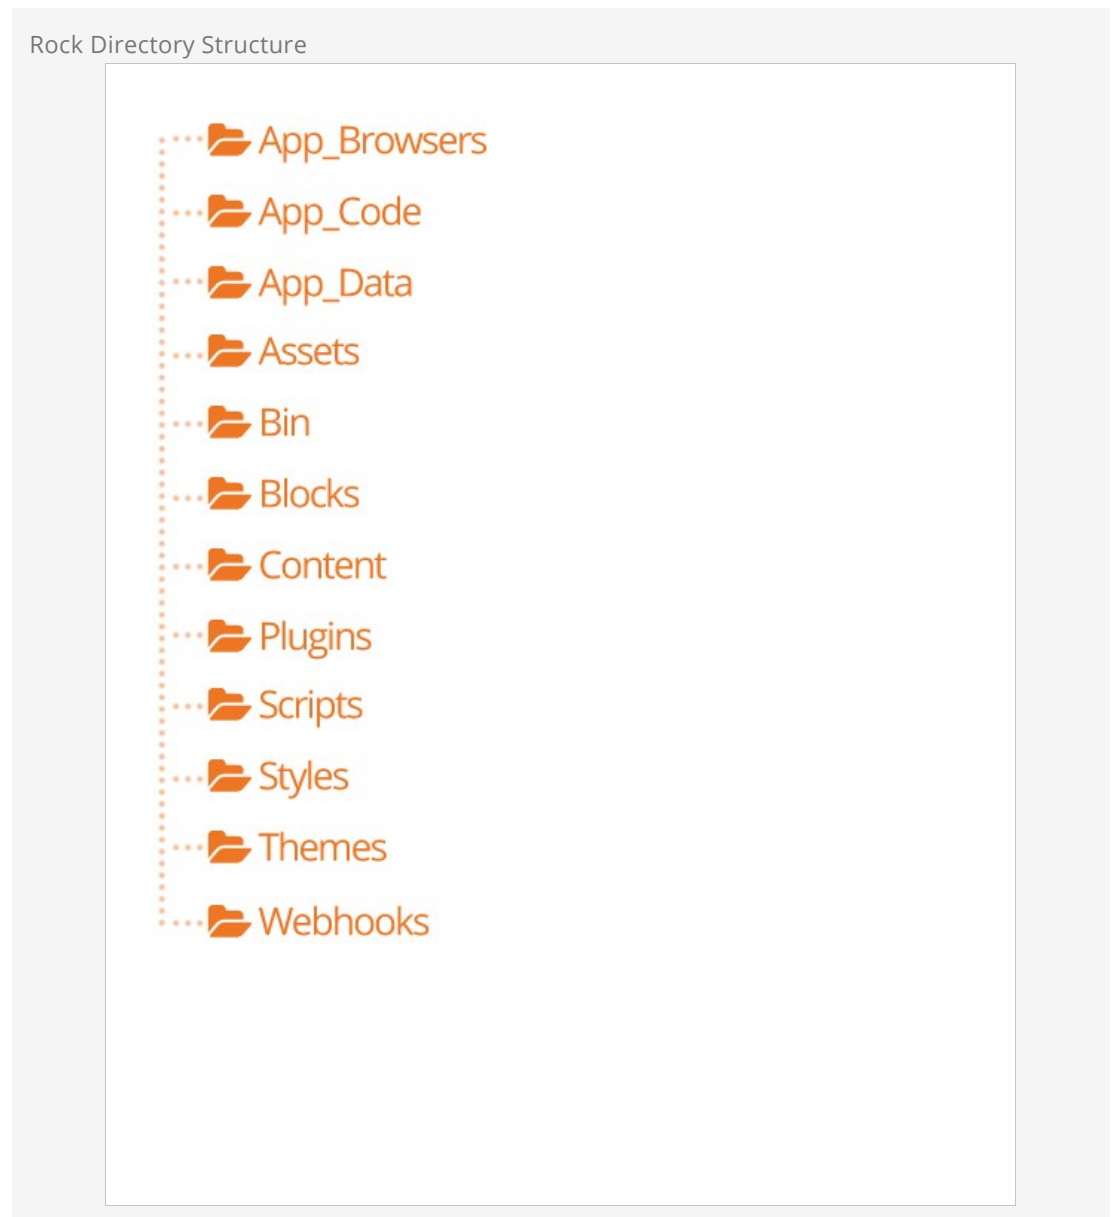 Rock Directory Structure
App_Browsers
App_Code
App_Data
Assets
Bin
Blocks
Content
Plugins
Scripts
Styles
Themes
Webhooks